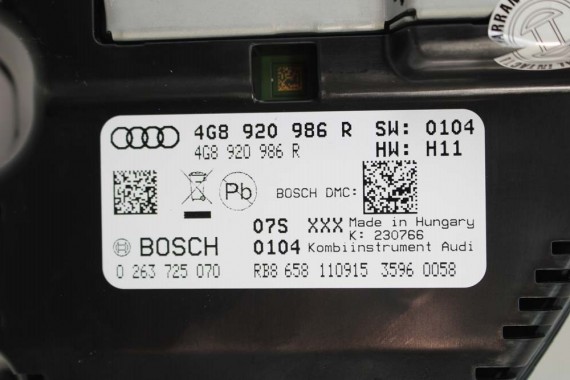 WARRANTY
4G8 920 986 R SW: 0104
4G8 920 986 R HW: H11
Pb BOSCH DMC:
07S XXX Made in Hungary
K: 230766
BOSCH 0104 Kombiinstrument Audi
0 263 725 070 RB8 658 110915 3596 0058